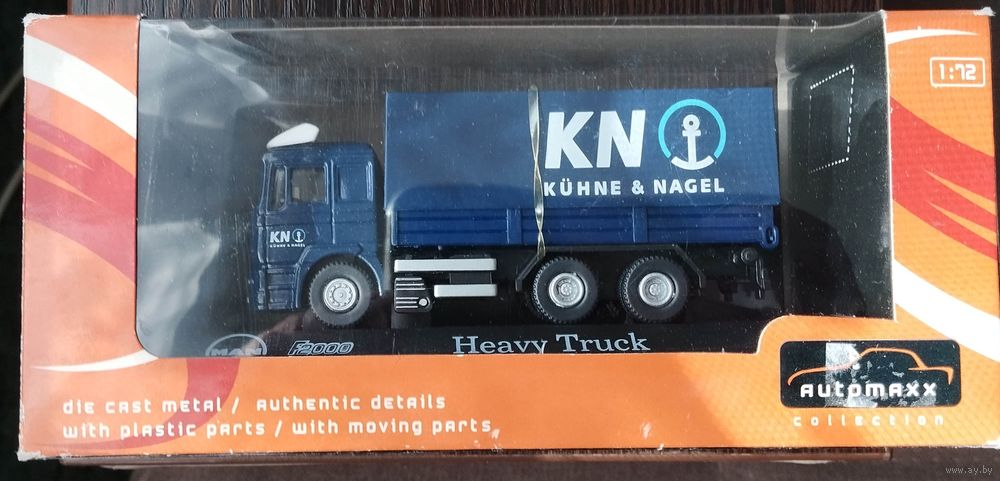 1:72
KN
KÜHNE & NAGEL
KN
KÜHNE & NAGEL
MAN F2000 Heavy Truck
die cast metal / authentic details
with plastic parts / with moving parts
automaxx
collection
www.ay.by